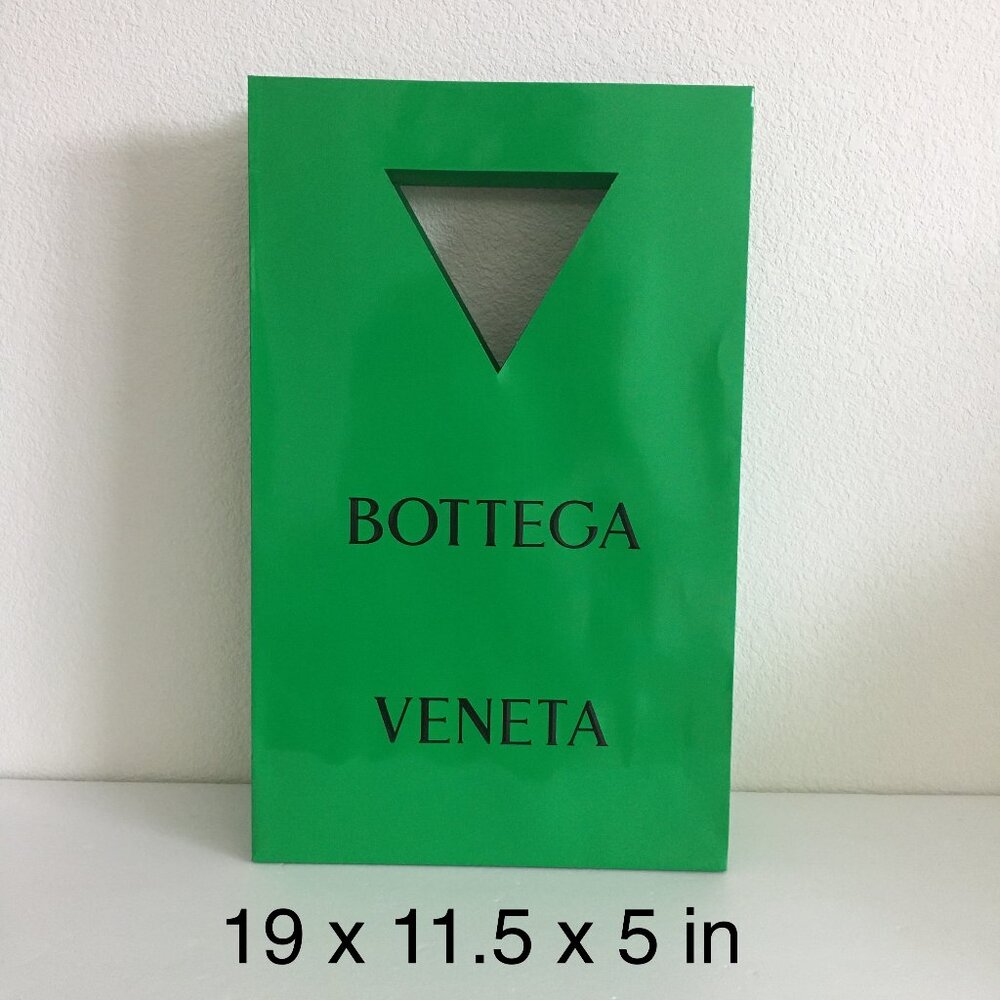 BOTTEGA
VENETA
19 x 11.5 x 5 in